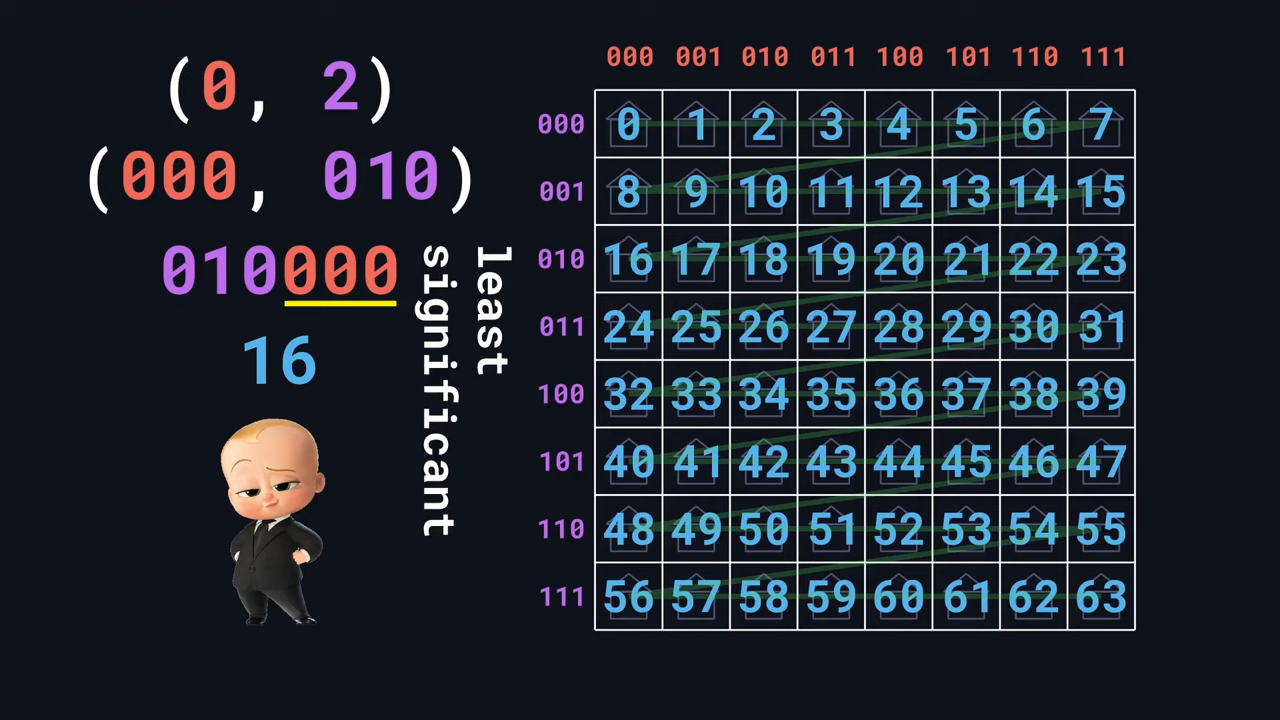 (0, 2)
(000, 010)
010000
16
least
significant
000 001 010 011 100 101 110 111
000 0 1 2 3 4 5 6 7
001 8 9 10 11 12 13 14 15
010 16 17 18 19 20 21 22 23
011 24 25 26 27 28 29 30 31
100 32 33 34 35 36 37 38 39
101 40 41 42 43 44 45 46 47
110 48 49 50 51 52 53 54 55
111 56 57 58 59 60 61 62 63